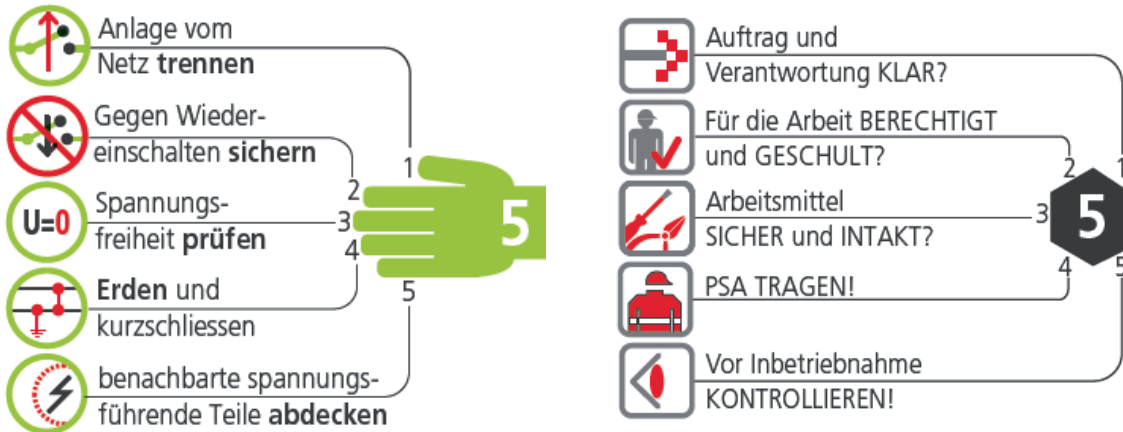 Anlage vom
Netz trennen
Gegen Wieder-
einschalten sichern
U=0
Spannungs-
freiheit prüfen
Erden und
kurzschliessen
benachbarte spannungs-
führende Teile abdecken
1
2
3
4
5
5
Auftrag und
Verantwortung KLAR?
Für die Arbeit BERECHTIGT
und GESCHULT?
Arbeitsmittel
SICHER und INTAKT?
PSA TRAGEN!
Vor Inbetriebnahme
KONTROLLIEREN!
1
2
3
4
5
5